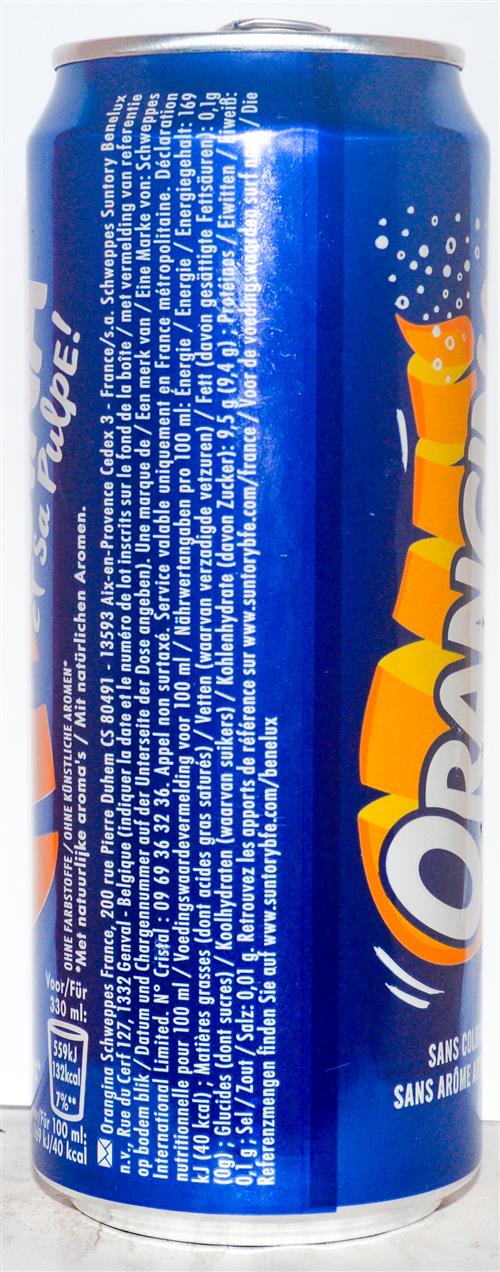 et sa Pulpe!
OHNE FARBSTOFFE / OHNE KÜNSTLICHE AROMEN*
*Met natuurlijke aroma's / Mit natürlichen Aromen.
Voor/Für
330 ml:
559kJ
132kcal
7%**
/Für 100 ml:
169 kJ/40 kcal
Orangina Schweppes France, 200 rue Pierre Duhem CS 80491 - 13593 Aix-en-Provence Cedex 3 - France/s.a. Schweppes Suntory Benelux
n.v., Rue du Cerf 127, 1332 Genval - Belgique (indiquer la date et le numéro de lot inscrits sur le fond de la boîte / met vermelding van referentie
op bodem blik / Datum und Chargennummer auf der Unterseite der Dose angeben). Une marque de / Een merk van / Eine Marke von: Schweppes
International Limited. N° Cristal : 09 69 36 32 36. Appel non surtaxé. Service valable uniquement en France métropolitaine. Déclaration
nutritionnelle pour 100 ml / Voedingswaardevermelding voor 100 ml / Nährwertangaben pro 100 ml: Énergie / Energie / Energiegehalt: 169
kJ (40 kcal) ; Matières grasses (dont acides gras saturés) / Vetten (waarvan verzadigde vetzuren) / Fett (davon gesättigte Fettsäuren) : 0,1g
(0g) ; Glucides (dont sucres) / Koolhydraten (waarvan suikers) / Kohlenhydrate (davon Zucker): 9,5 g (9,4 g) ; Protéines / Eiwitten / Eiweiß:
0,1 g ; Sel / Zout / Salz: 0,01 g. Retrouvez les apports de référence sur www.suntorybfe.com/france / Voor de voedingswaarden surf / Die
Referenzmengen finden Sie auf www.suntorybfe.com/benelux
ORANGIN
SANS COLO
SANS ARÔME